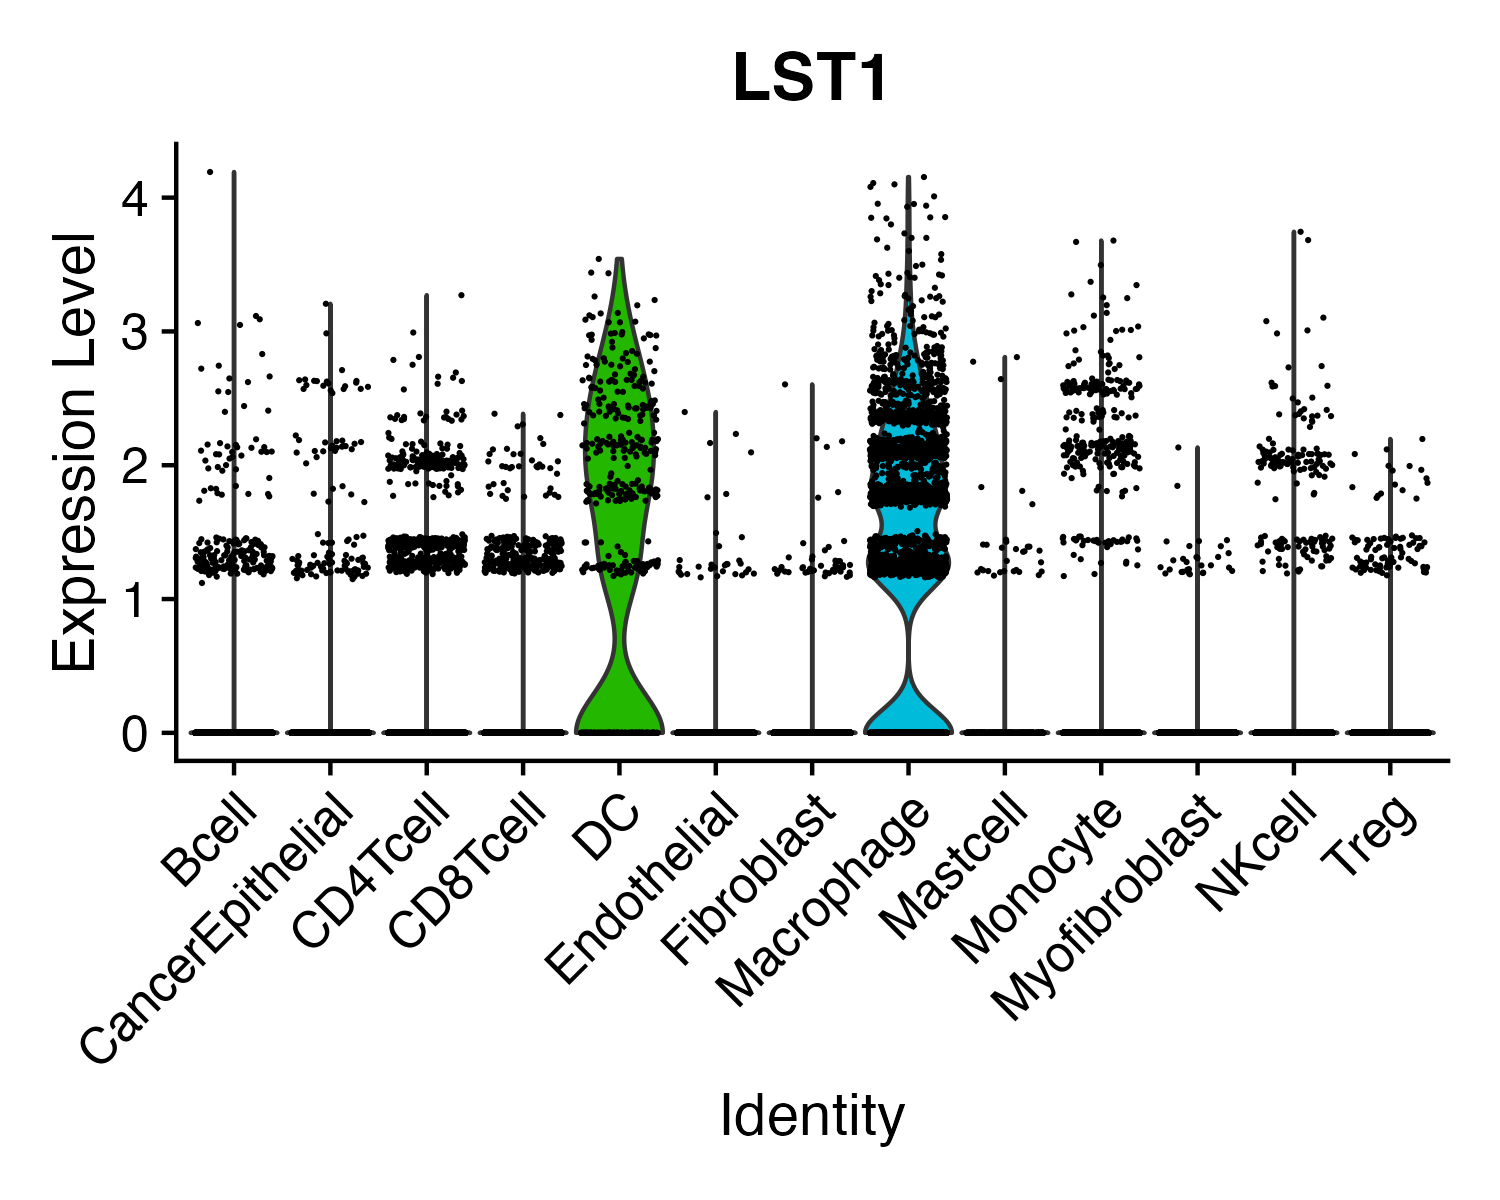 LST1
Expression Level
4
3
2
1
0
Bcell
CancerEpithelial
CD4Tcell
CD8Tcell
DC
Endothelial
Fibroblast
Macrophage
Mastcell
Monocyte
Myofibroblast
NKcell
Treg
Identity